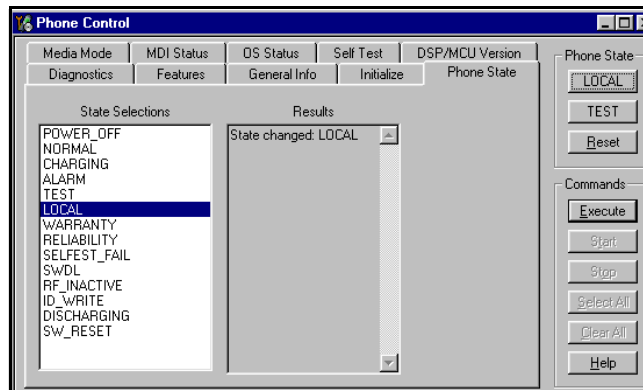 Phone Control
Media Mode
MDI Status
OS Status
Self Test
DSP/MCU Version
Diagnostics
Features
General Info
Initialize
Phone State
State Selections
POWER_OFF
NORMAL
CHARGING
ALARM
TEST
LOCAL
WARRANTY
RELIABILITY
SELFEST_FAIL
SWDL
RF_INACTIVE
ID_WRITE
DISCHARGING
SW_RESET
Results
State changed: LOCAL
Phone State
LOCAL
TEST
Reset
Commands
Execute
Start
Stop
Select All
Clear All
Help